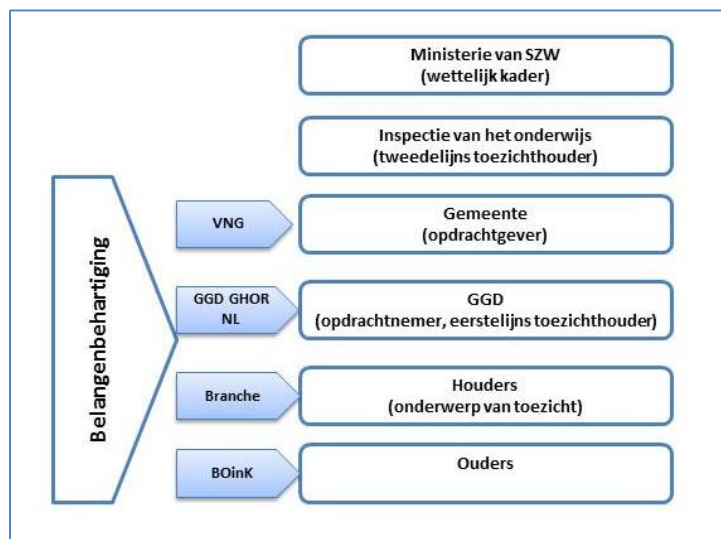 Ministerie van SZW
(wettelijk kader)
Inspectie van het onderwijs
(tweedelijns toezichthouder)
Belangenbehartiging
VNG
Gemeente
(opdrachtgever)
GGD GHOR
NL
GGD
(opdrachtnemer, eerstelijns toezichthouder)
Branche
Houders
(onderwerp van toezicht)
BOinK
Ouders